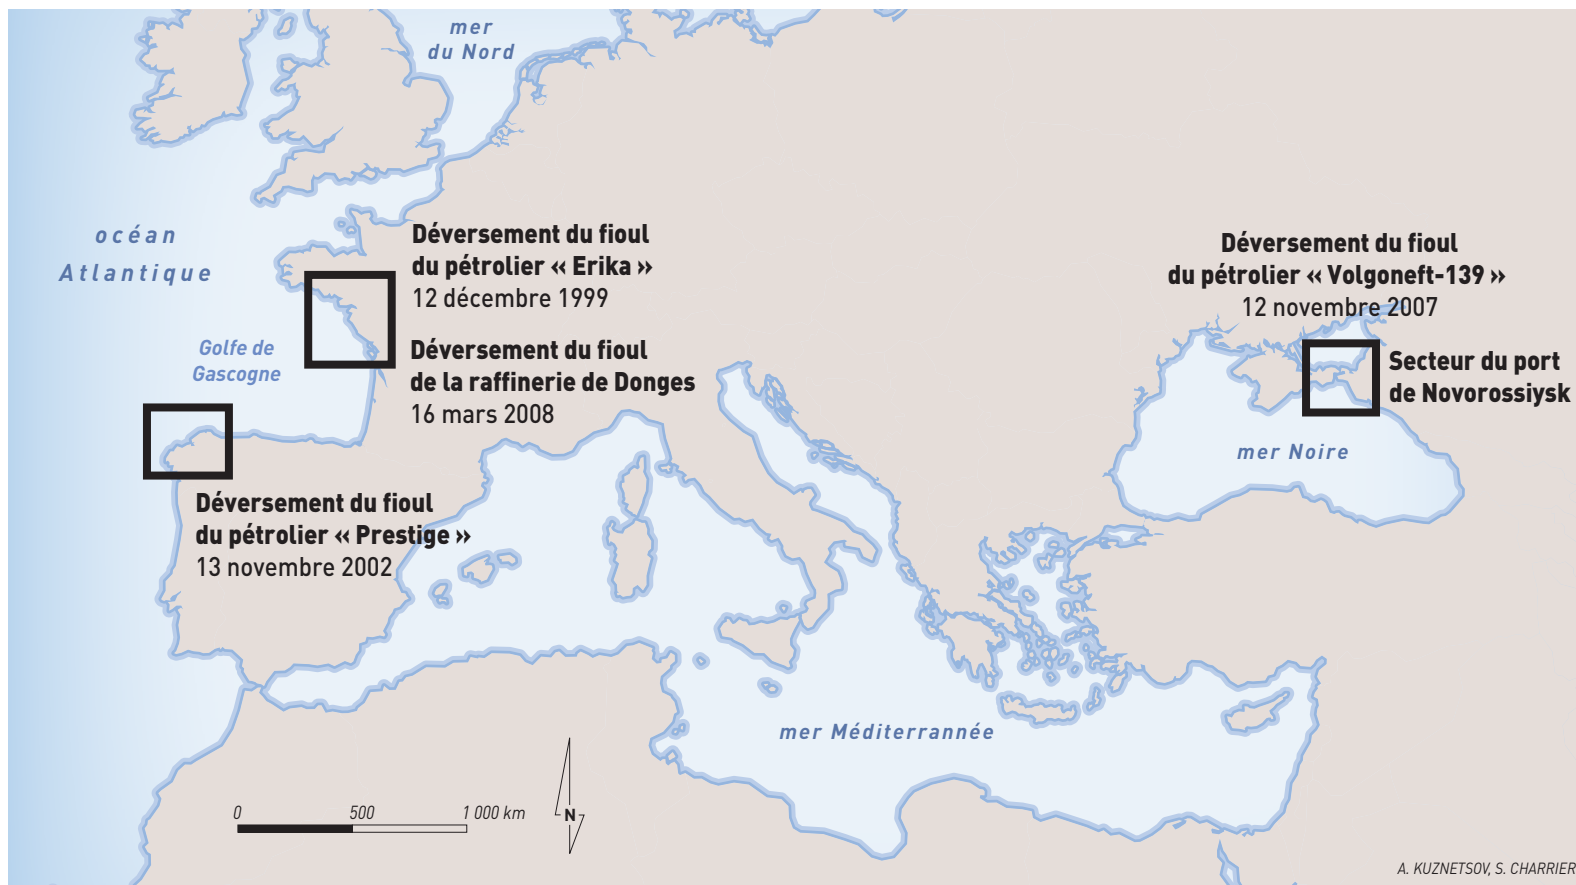 mer
du Nord
océan
Atlantique
Déversement du fioul
du pétrolier « Erika »
12 décembre 1999
Déversement du fioul
du pétrolier « Volgoneft-139 »
12 novembre 2007
Golfe de
Gascogne
Déversement du fioul
de la raffinerie de Donges
16 mars 2008
Secteur du port
de Novorossiysk
mer Noire
Déversement du fioul
du pétrolier « Prestige »
13 novembre 2002
mer Méditerrannée
0 500 1 000 km
N
A. KUZNETSOV, S. CHARRIER